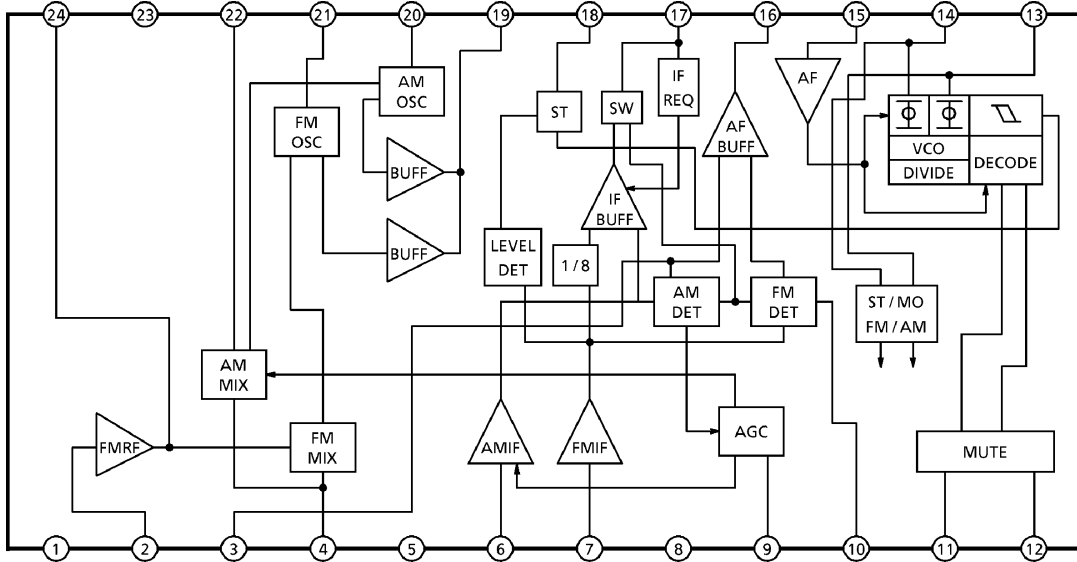 24 23 22 21 20 19 18 17 16 15 14 13
AM
OSC
FM
OSC
BUFF
BUFF
ST
SW
IF
REQ
AF
BUFF
AF
VCO
DIVIDE
DECODE
IF
BUFF
LEVEL
DET
1/8
AM
DET
FM
DET
ST/MO
FM/AM
AM
MIX
FMRF
FM
MIX
AMIF
FMIF
AGC
MUTE
1 2 3 4 5 6 7 8 9 10 11 12